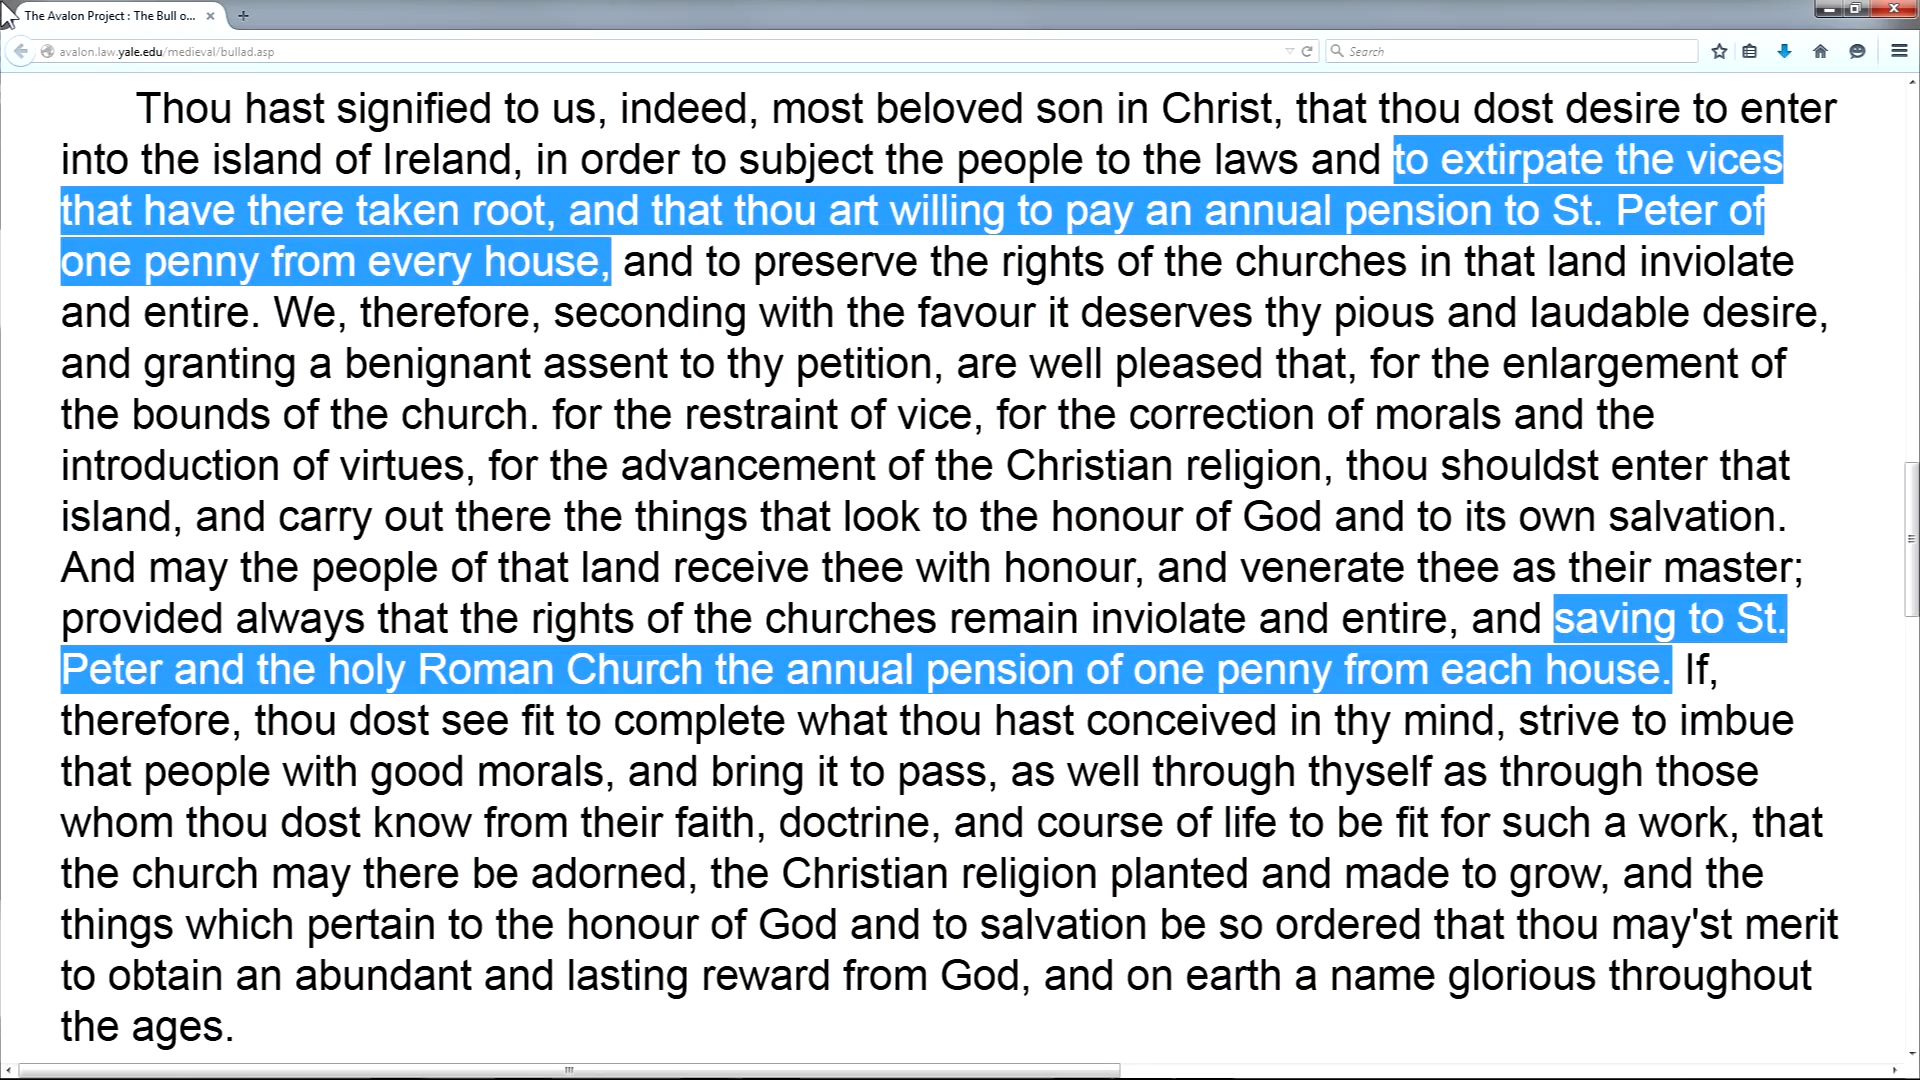 The Avalon Project : The Bull o...
avalon.law.yale.edu/medieval/bullad.asp
Search
Thou hast signified to us, indeed, most beloved son in Christ, that thou dost desire to enter
into the island of Ireland, in order to subject the people to the laws and to extirpate the vices
that have there taken root, and that thou art willing to pay an annual pension to St. Peter of
one penny from every house, and to preserve the rights of the churches in that land inviolate
and entire. We, therefore, seconding with the favour it deserves thy pious and laudable desire,
and granting a benignant assent to thy petition, are well pleased that, for the enlargement of
the bounds of the church. for the restraint of vice, for the correction of morals and the
introduction of virtues, for the advancement of the Christian religion, thou shouldst enter that
island, and carry out there the things that look to the honour of God and to its own salvation.
And may the people of that land receive thee with honour, and venerate thee as their master;
provided always that the rights of the churches remain inviolate and entire, and saving to St.
Peter and the holy Roman Church the annual pension of one penny from each house. If,
therefore, thou dost see fit to complete what thou hast conceived in thy mind, strive to imbue
that people with good morals, and bring it to pass, as well through thyself as through those
whom thou dost know from their faith, doctrine, and course of life to be fit for such a work, that
the church may there be adorned, the Christian religion planted and made to grow, and the
things which pertain to the honour of God and to salvation be so ordered that thou may'st merit
to obtain an abundant and lasting reward from God, and on earth a name glorious throughout
the ages.